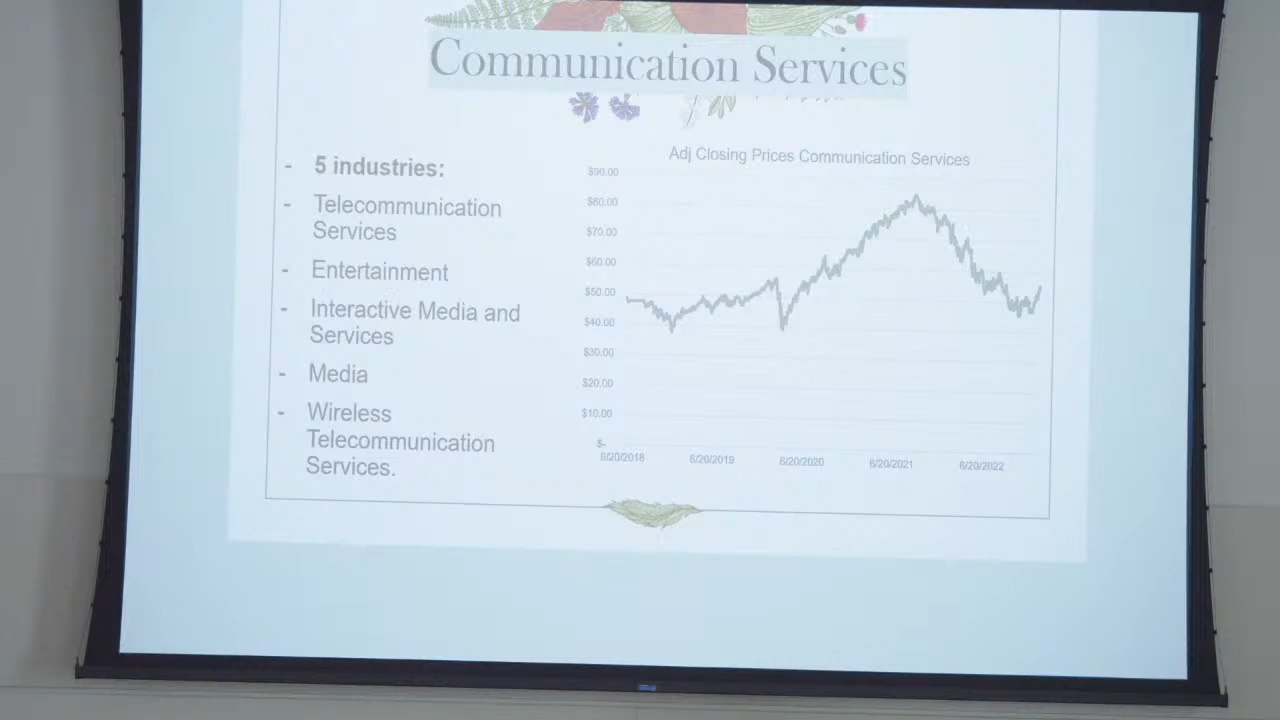 Communication Services
- 5 industries:
- Telecommunication
Services
- Entertainment
- Interactive Media and
Services
- Media
- Wireless
Telecommunication
Services.
Adj Closing Prices Communication Services
$90.00
$80.00
$70.00
$60.00
$50.00
$40.00
$30.00
$20.00
$10.00
$-
6/20/2018 6/20/2019 6/20/2020 6/20/2021 6/20/2022